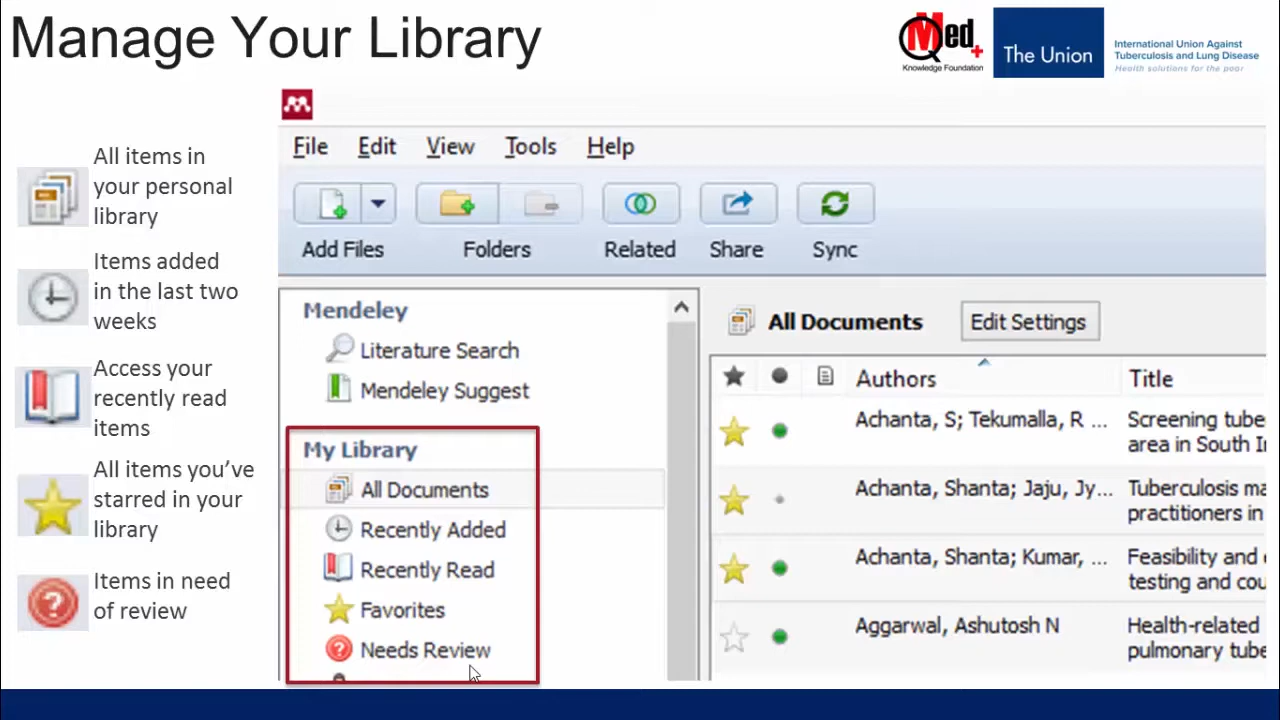 Manage Your Library
QMed+
Knowledge Foundation
The Union
International Union Against
Tuberculosis and Lung Disease
Health solutions for the poor
All items in
your personal
library
Items added
in the last two
weeks
Access your
recently read
items
All items you've
starred in your
library
Items in need
of review
File Edit View Tools Help
Add Files Folders Related Share Sync
Mendeley
Literature Search
Mendeley Suggest
My Library
All Documents
Recently Added
Recently Read
Favorites
Needs Review
All Documents Edit Settings
Authors Title
Achanta, S; Tekumalla, R ... Screening tube
area in South In
Achanta, Shanta; Jaju, Jy... Tuberculosis ma
practitioners in
Achanta, Shanta; Kumar, ... Feasibility and
testing and cou
Aggarwal, Ashutosh N Health-related
pulmonary tube